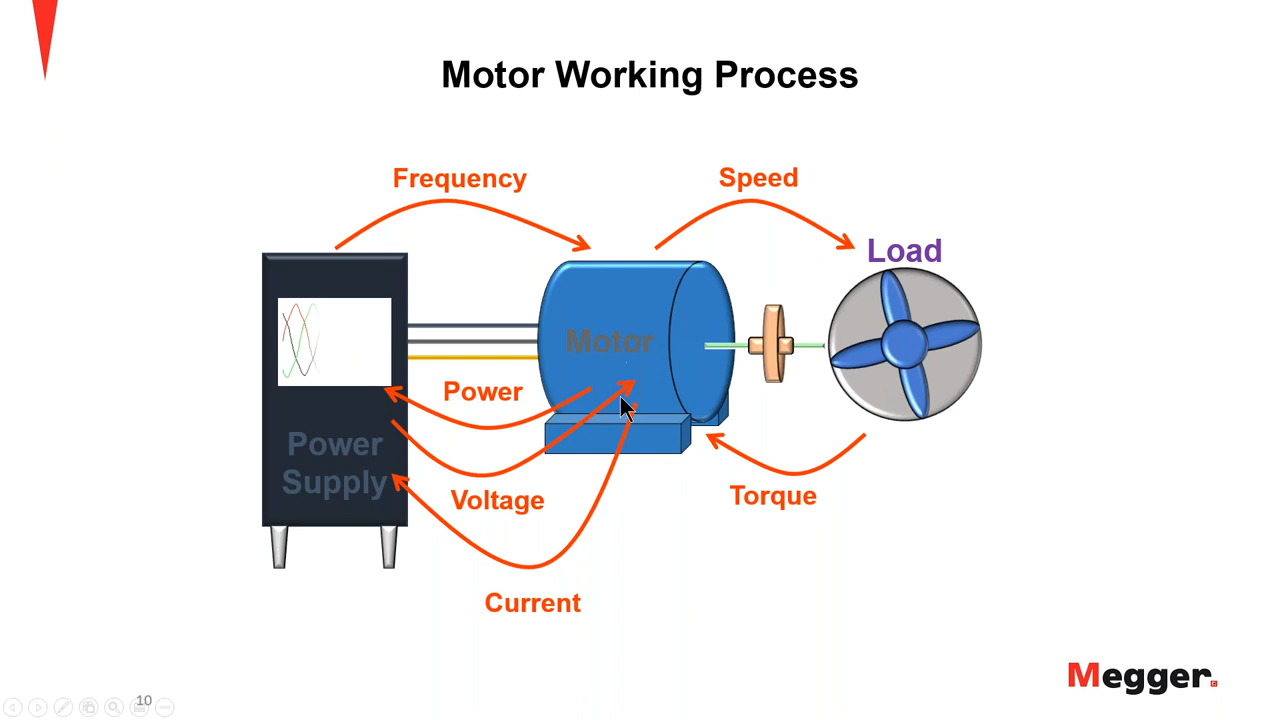 Motor Working Process
Frequency
Speed
Load
Motor
Power
Power
Supply
Voltage
Torque
Current
Megger.
10